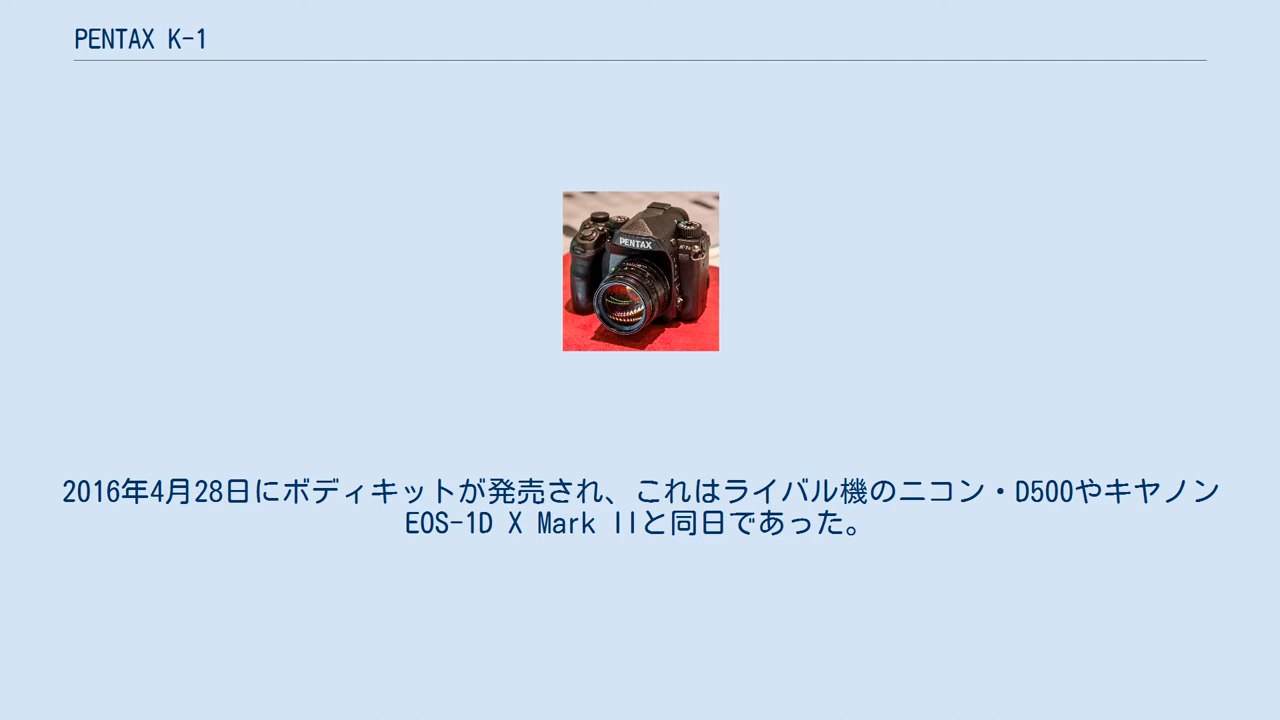 PENTAX K-1
PENTAX
2016年4月28日にボディキットが発売され、これはライバル機のニコン・D500やキヤノン
EOS-1D X Mark IIと同日であった。